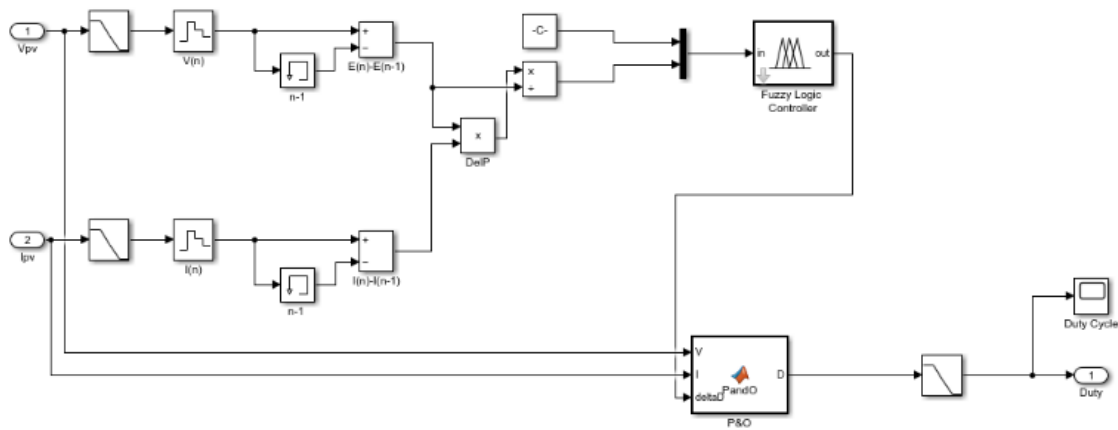 1
Vpv
V(n)
n-1
+
−
E(n)-E(n-1)
-C-
x
÷
x
DelP
in
out
Fuzzy Logic
Controller
2
Ipv
I(n)
n-1
+
−
I(n)-I(n-1)
V
I
deltaD
PandO
D
P&O
Duty Cycle
1
Duty